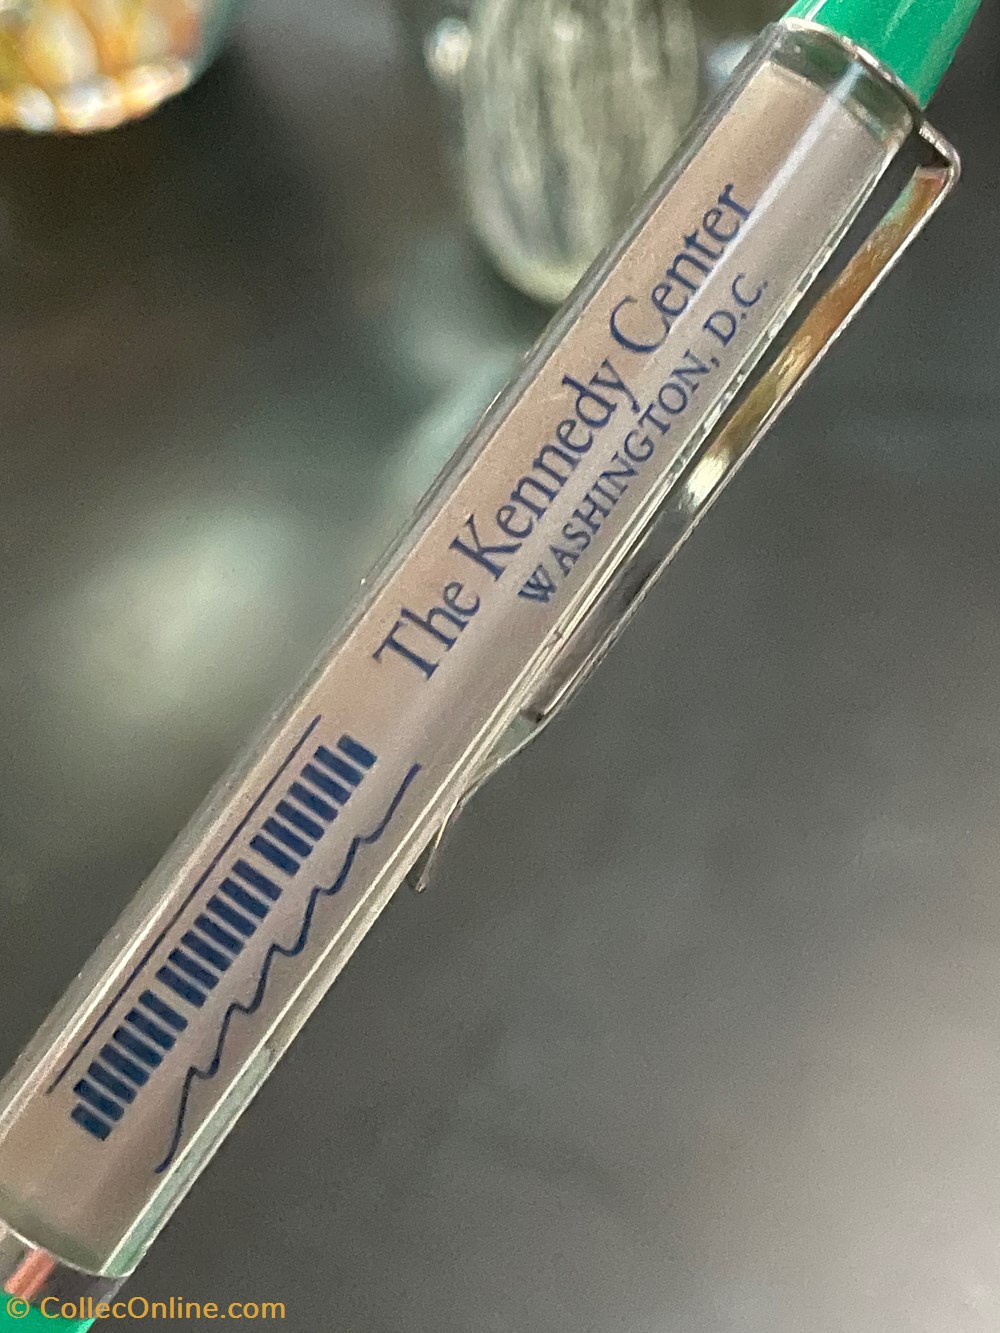 The Kennedy Center
WASHINGTON, D.C.
© CollecOnline.com